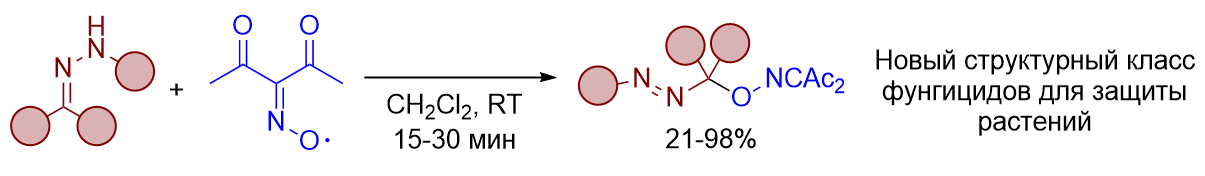 H
N
N
+
O
O
N
O·
CH₂Cl₂, RT
15-30 мин
N
N
O
NCAc₂
21-98%
Новый структурный класс
фунгицидов для защиты
растений